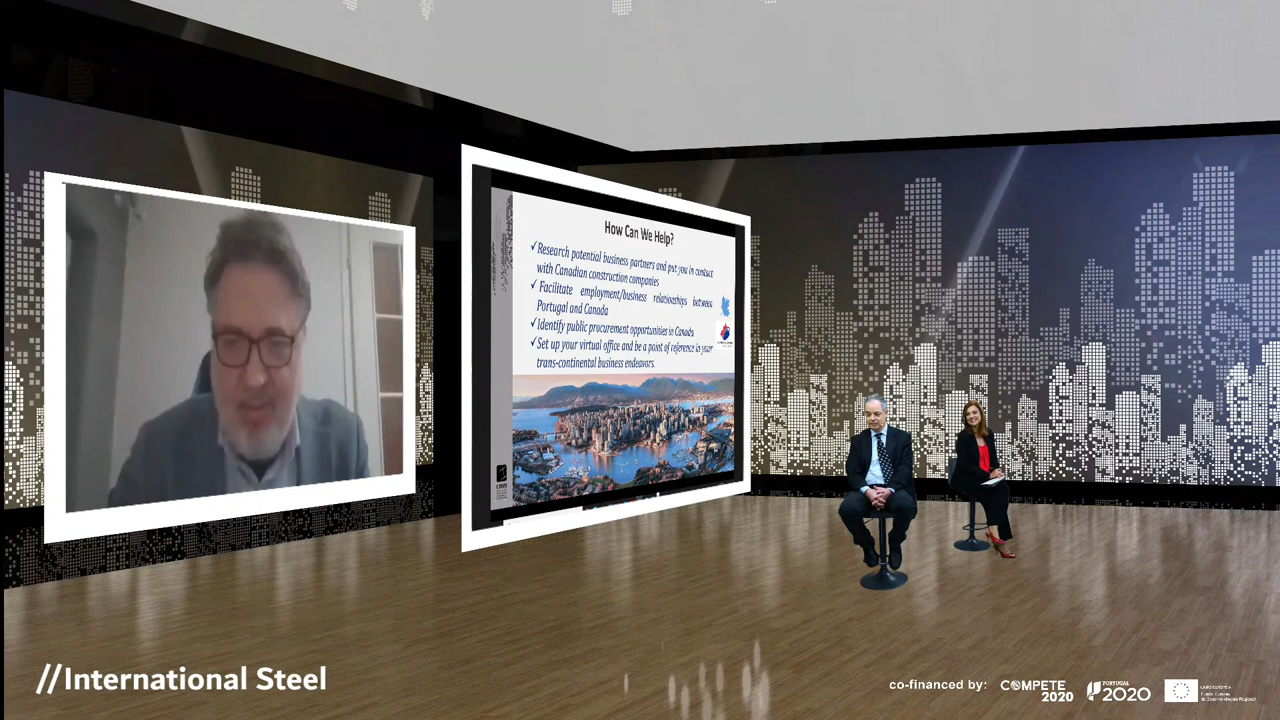 How Can We Help?
✓Research potential business partners and put you in contact
with Canadian construction companies
✓ Facilitate employment/business relationships between
Portugal and Canada
✓Identify public procurement opportunities in Canada
✓Set up your virtual office and be a point of reference in your
trans-continental business endeavors.
//International Steel
co-financed by:
COMPETE
2020
PORTUGAL
2020